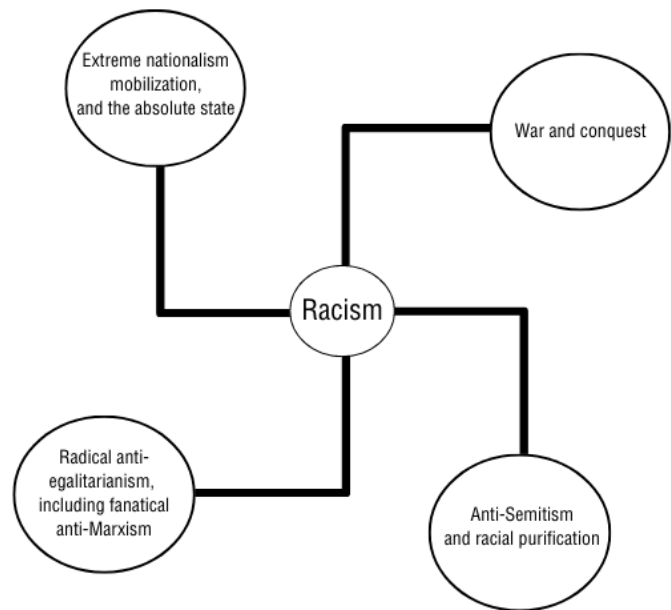 Extreme nationalism
mobilization,
and the absolute state
War and conquest
Racism
Radical anti-
egalitarianism,
including fanatical
anti-Marxism
Anti-Semitism
and racial purification